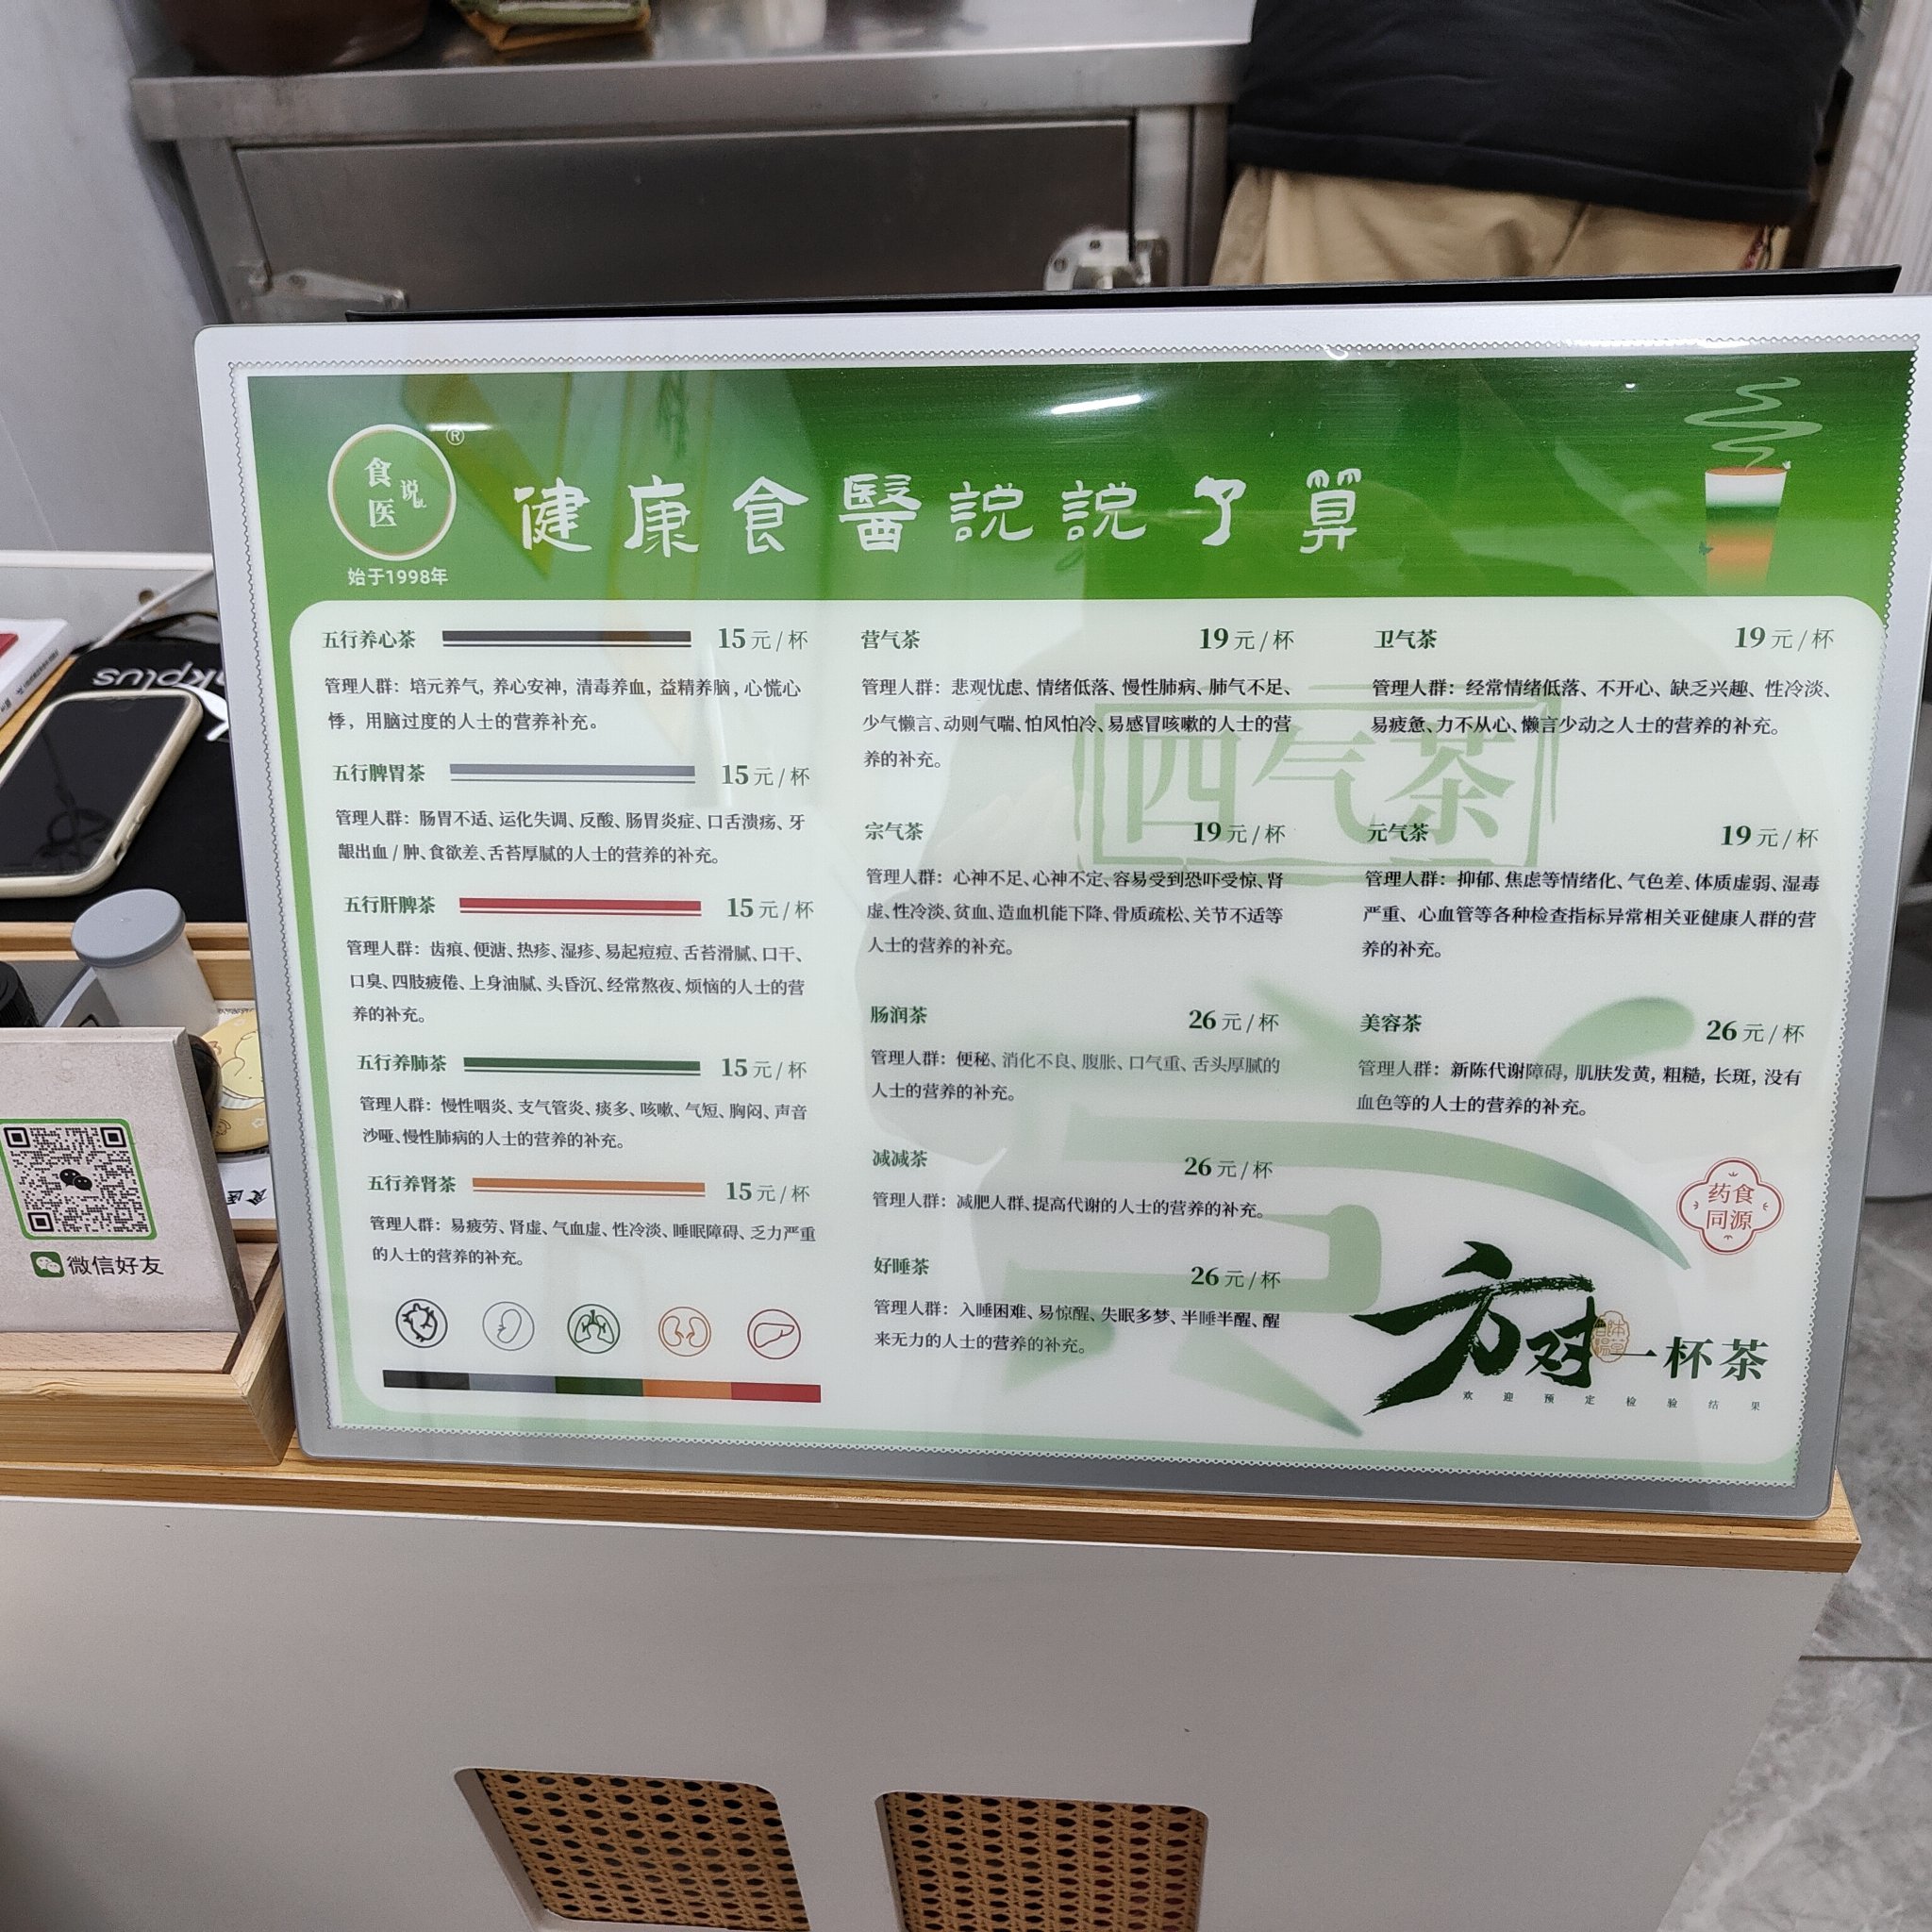 食
医
说
®
始于1998年
健康食醫說說了算
五行养心茶 15元/杯
管理人群：培元养气，养心安神，清毒养血，益精养脑，心慌心
悸，用脑过度的人士的营养补充。
五行脾胃茶 15元/杯
管理人群：肠胃不适、运化失调、反酸、肠胃炎症、口舌溃疡、牙
龈出血/肿、食欲差、舌苔厚腻的人士的营养的补充。
五行肝脾茶 15元/杯
管理人群：齿痕、便溏、热疹、湿疹、易起痘痘、舌苔滑腻、口干、
口臭、四肢疲倦、上身油腻、头昏沉、经常熬夜、烦恼的人士的营
养的补充。
五行养肺茶 15元/杯
管理人群：慢性咽炎、支气管炎、痰多、咳嗽、气短、胸闷、声音
沙哑、慢性肺病的人士的营养的补充。
五行养肾茶 15元/杯
管理人群：易疲劳、肾虚、气血虚、性冷淡、睡眠障碍、乏力严重
的人士的营养的补充。
营气茶 19元/杯
管理人群：悲观忧虑、情绪低落、慢性肺病、肺气不足、
少气懒言、动则气喘、怕风怕冷、易感冒咳嗽的人士的营
养的补充。
宗气茶 19元/杯
管理人群：心神不足、心神不定、容易受到恐吓受惊、肾
虚、性冷淡、贫血、造血机能下降、骨质疏松、关节不适等
人士的营养的补充。
肠润茶 26元/杯
管理人群：便秘、消化不良、腹胀、口气重、舌头厚腻的
人士的营养的补充。
减减茶 26元/杯
管理人群：减肥人群、提高代谢的人士的营养的补充。
好睡茶 26元/杯
管理人群：入睡困难、易惊醒、失眠多梦、半睡半醒、醒
来无力的人士的营养的补充。
卫气茶 19元/杯
管理人群：经常情绪低落、不开心、缺乏兴趣、性冷淡、
易疲惫、力不从心、懒言少动之人士的营养的补充。
四气茶
元气茶 19元/杯
管理人群：抑郁、焦虑等情绪化、气色差、体质虚弱、湿毒
严重、心血管等各种检查指标异常相关亚健康人群的营
养的补充。
美容茶 26元/杯
管理人群：新陈代谢障碍，肌肤发黄，粗糙，长斑，没有
血色等的人士的营养的补充。
药食
同源
方对一杯茶
欢迎预定检验结果
微信好友